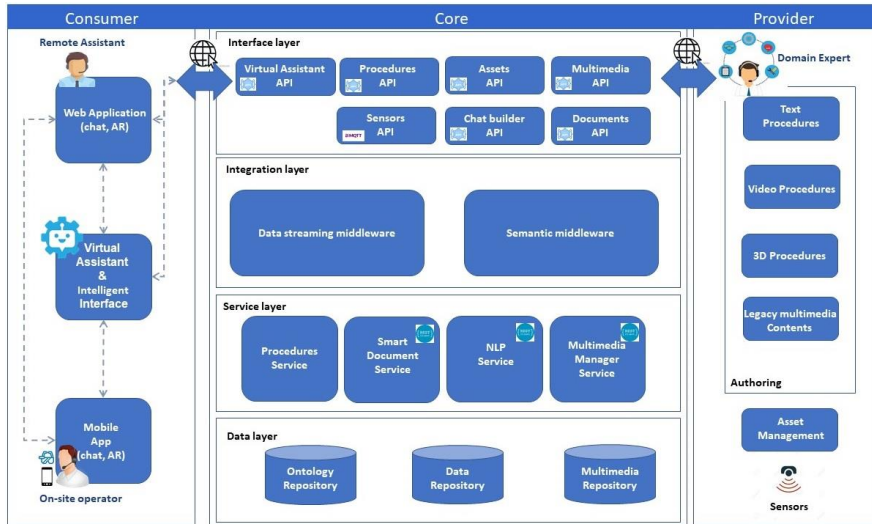 Consumer
Core
Provider
Remote Assistant
Web Application
(chat, AR)
Virtual
Assistant
&
Intelligent
Interface
Mobile
App
(chat, AR)
On-site operator
Interface layer
Virtual Assistant
API
Procedures
API
Assets
API
Multimedia
API
Sensors
API
MQTT
Chat builder
API
Documents
API
Integration layer
Data streaming middleware
Semantic middleware
Service layer
Procedures
Service
Smart
Document
Service
NLP
Service
Multimedia
Manager
Service
Data layer
Ontology
Repository
Data
Repository
Multimedia
Repository
Domain Expert
Text
Procedures
Video Procedures
3D Procedures
Legacy multimedia
Contents
Authoring
Asset
Management
Sensors